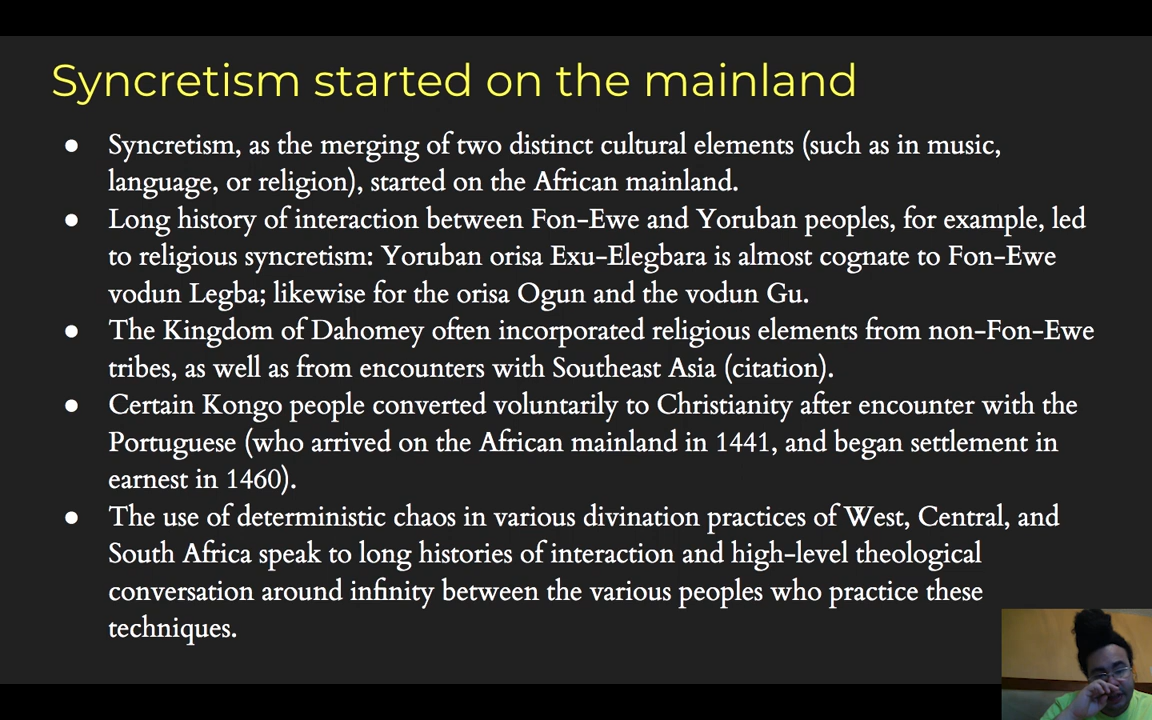 Syncretism started on the mainland
● Syncretism, as the merging of two distinct cultural elements (such as in music,
language, or religion), started on the African mainland.
● Long history of interaction between Fon-Ewe and Yoruban peoples, for example, led
to religious syncretism: Yoruban orisa Exu-Elegbara is almost cognate to Fon-Ewe
vodun Legba; likewise for the orisa Ogun and the vodun Gu.
● The Kingdom of Dahomey often incorporated religious elements from non-Fon-Ewe
tribes, as well as from encounters with Southeast Asia (citation).
● Certain Kongo people converted voluntarily to Christianity after encounter with the
Portuguese (who arrived on the African mainland in 1441, and began settlement in
earnest in 1460).
● The use of deterministic chaos in various divination practices of West, Central, and
South Africa speak to long histories of interaction and high-level theological
conversation around infinity between the various peoples who practice these
techniques.